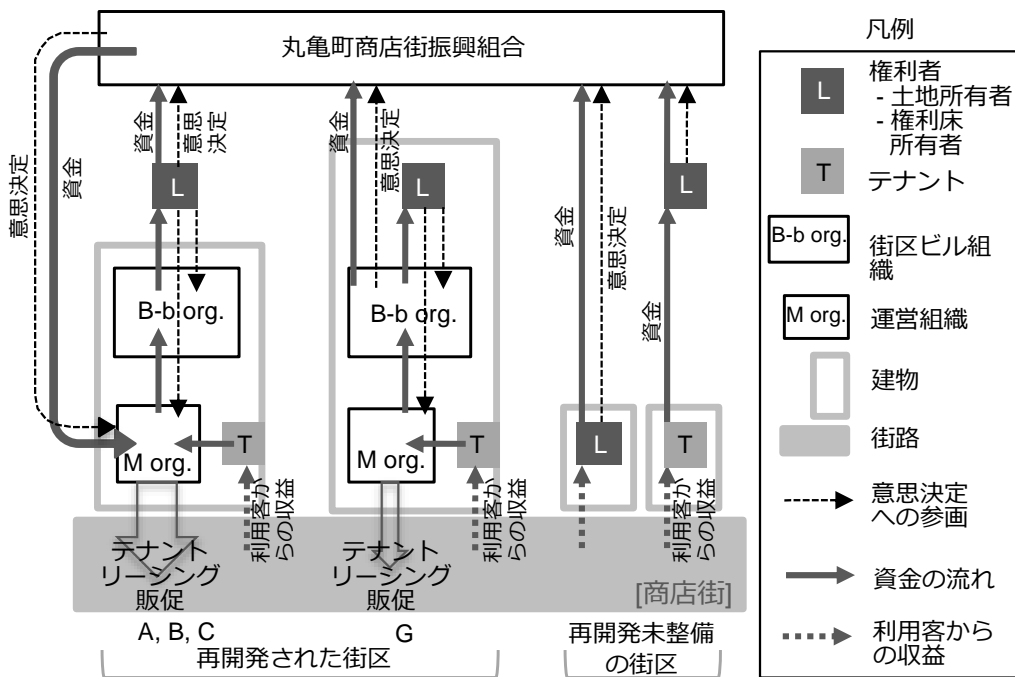 丸亀町商店街振興組合
意思決定
資金
資金
意思
決定
L
B-b org.
M org.
T
利用客か
らの収益
テナント
リーシング
販促
A, B, C
資金
意思決定
L
B-b org.
M org.
T
利用客か
らの収益
テナント
リーシング
販促
G
再開発された街区
資金
意思決定
L
利用客か
らの収益
資金
L
T
利用客か
らの収益
[商店街]
再開発未整備
の街区
凡例
L
権利者
- 土地所有者
- 権利床
所有者
T
テナント
B-b org.
街区ビル組
織
M org.
運営組織
建物
街路
意思決定
への参画
資金の流れ
利用客から
の収益